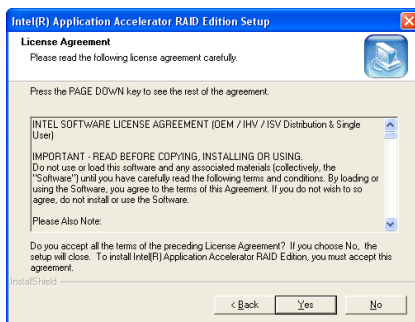 Intel(R) Application Accelerator RAID Edition Setup
License Agreement
Please read the following license agreement carefully.
Press the PAGE DOWN key to see the rest of the agreement.
INTEL SOFTWARE LICENSE AGREEMENT (OEM / IHV / ISV Distribution & Single
User)
IMPORTANT - READ BEFORE COPYING, INSTALLING OR USING.
Do not use or load this software and any associated materials (collectively, the
"Software") until you have carefully read the following terms and conditions. By loading or
using the Software, you agree to the terms of this Agreement. If you do not wish to so
agree, do not install or use the Software.
Please Also Note:
Do you accept all the terms of the preceding License Agreement? If you choose No, the
setup will close. To install Intel(R) Application Accelerator RAID Edition, you must accept this
agreement.
InstallShield
< Back Yes No